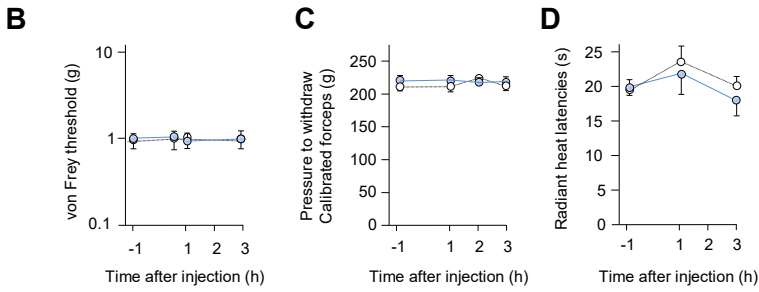 B
von Frey threshold (g)
10
1
0.1
-1 1 2 3
Time after injection (h)
C
Pressure to withdraw
Calibrated forceps (g)
250
200
150
100
50
0
-1 1 2 3
Time after injection (h)
D
Radiant heat latencies (s)
25
20
15
10
5
0
-1 1 2 3
Time after injection (h)